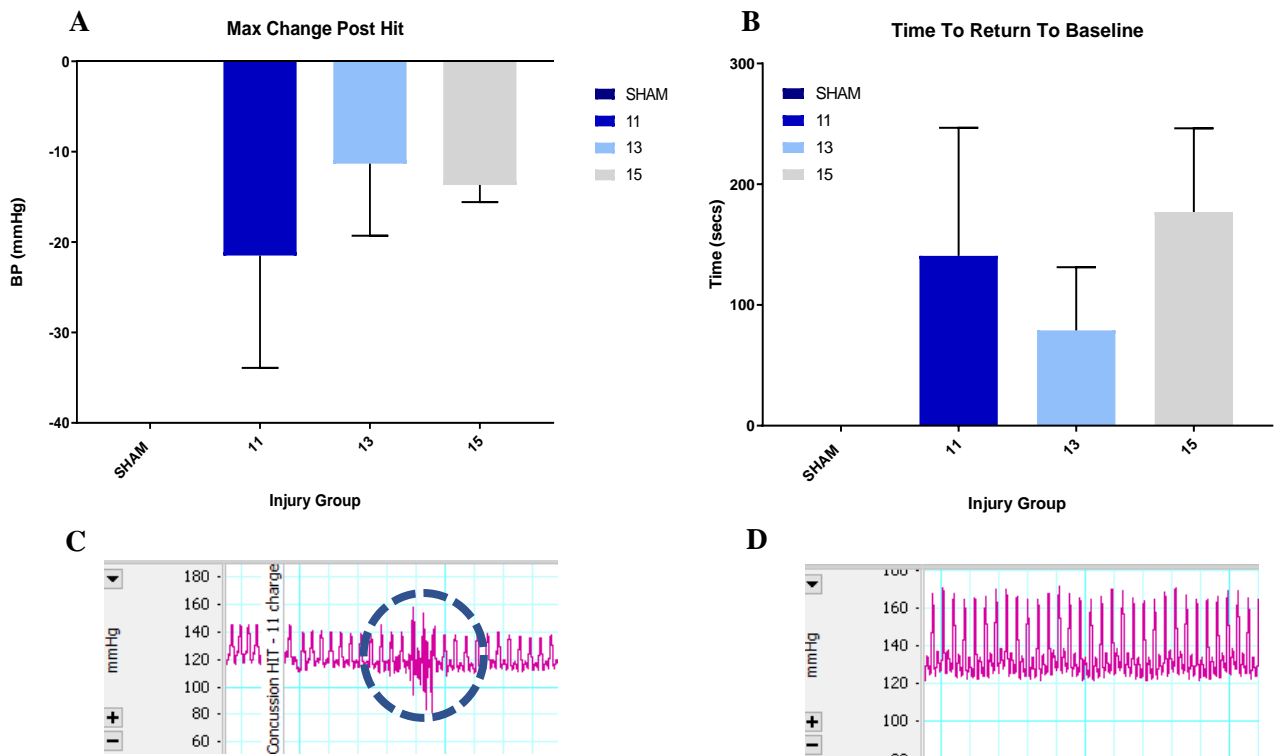 A
Max Change Post Hit
BP (mmHg)
0
-10
-20
-30
-40
SHAM
11
13
15
Injury Group
SHAM
11
13
15
B
Time To Return To Baseline
Time (secs)
300
200
100
0
SHAM
11
13
15
SHAM
11
13
15
Injury Group
C
mmHg
180
160
140
120
100
80
60
Concussion HIT - 11 charge
D
mmHg
160
140
120
100